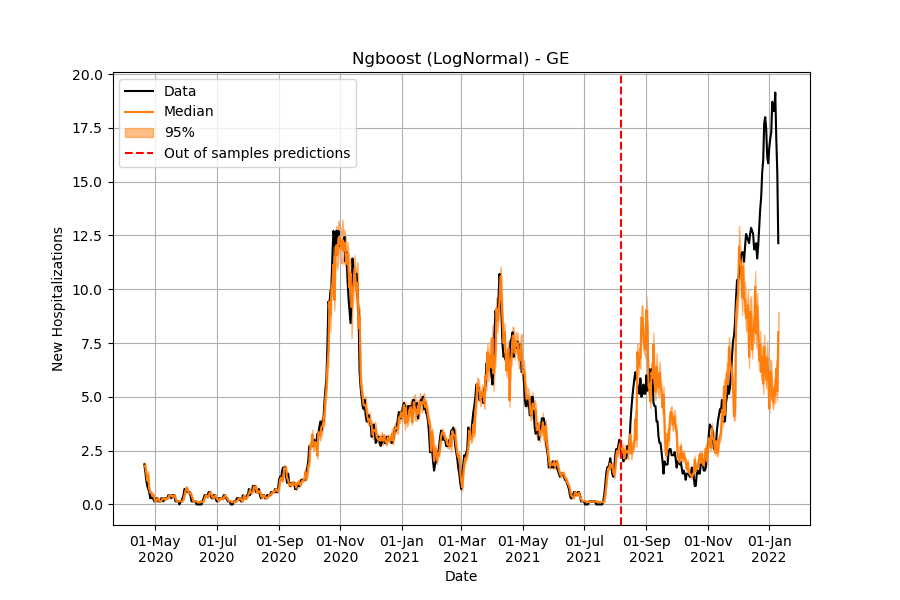 Ngboost (LogNormal) - GE
Data
Median
95%
Out of samples predictions
New Hospitalizations
20.0
17.5
15.0
12.5
10.0
7.5
5.0
2.5
0.0
01-May 01-Jul 01-Sep 01-Nov 01-Jan 01-Mar 01-May 01-Jul 01-Sep 01-Nov 01-Jan
2020 2020 2020 2020 2021 2021 2021 2021 2021 2021 2022
Date